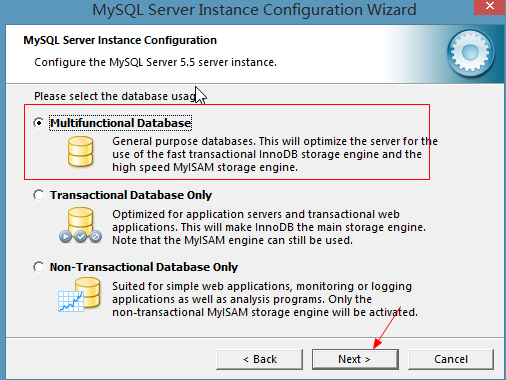 MySQL Server Instance Configuration Wizard
MySQL Server Instance Configuration
Configure the MySQL Server 5.5 server instance.
Please select the database usag
Multifunctional Database
General purpose databases. This will optimize the server for the
use of the fast transactional InnoDB storage engine and the
high speed MyISAM storage engine.
Transactional Database Only
Optimized for application servers and transactional web
applications. This will make InnoDB the main storage engine.
Note that the MyISAM engine can still be used.
Non-Transactional Database Only
Suited for simple web applications, monitoring or logging
applications as well as analysis programs. Only the
non-transactional MyISAM storage engine will be activated.
< Back
Next >
Cancel